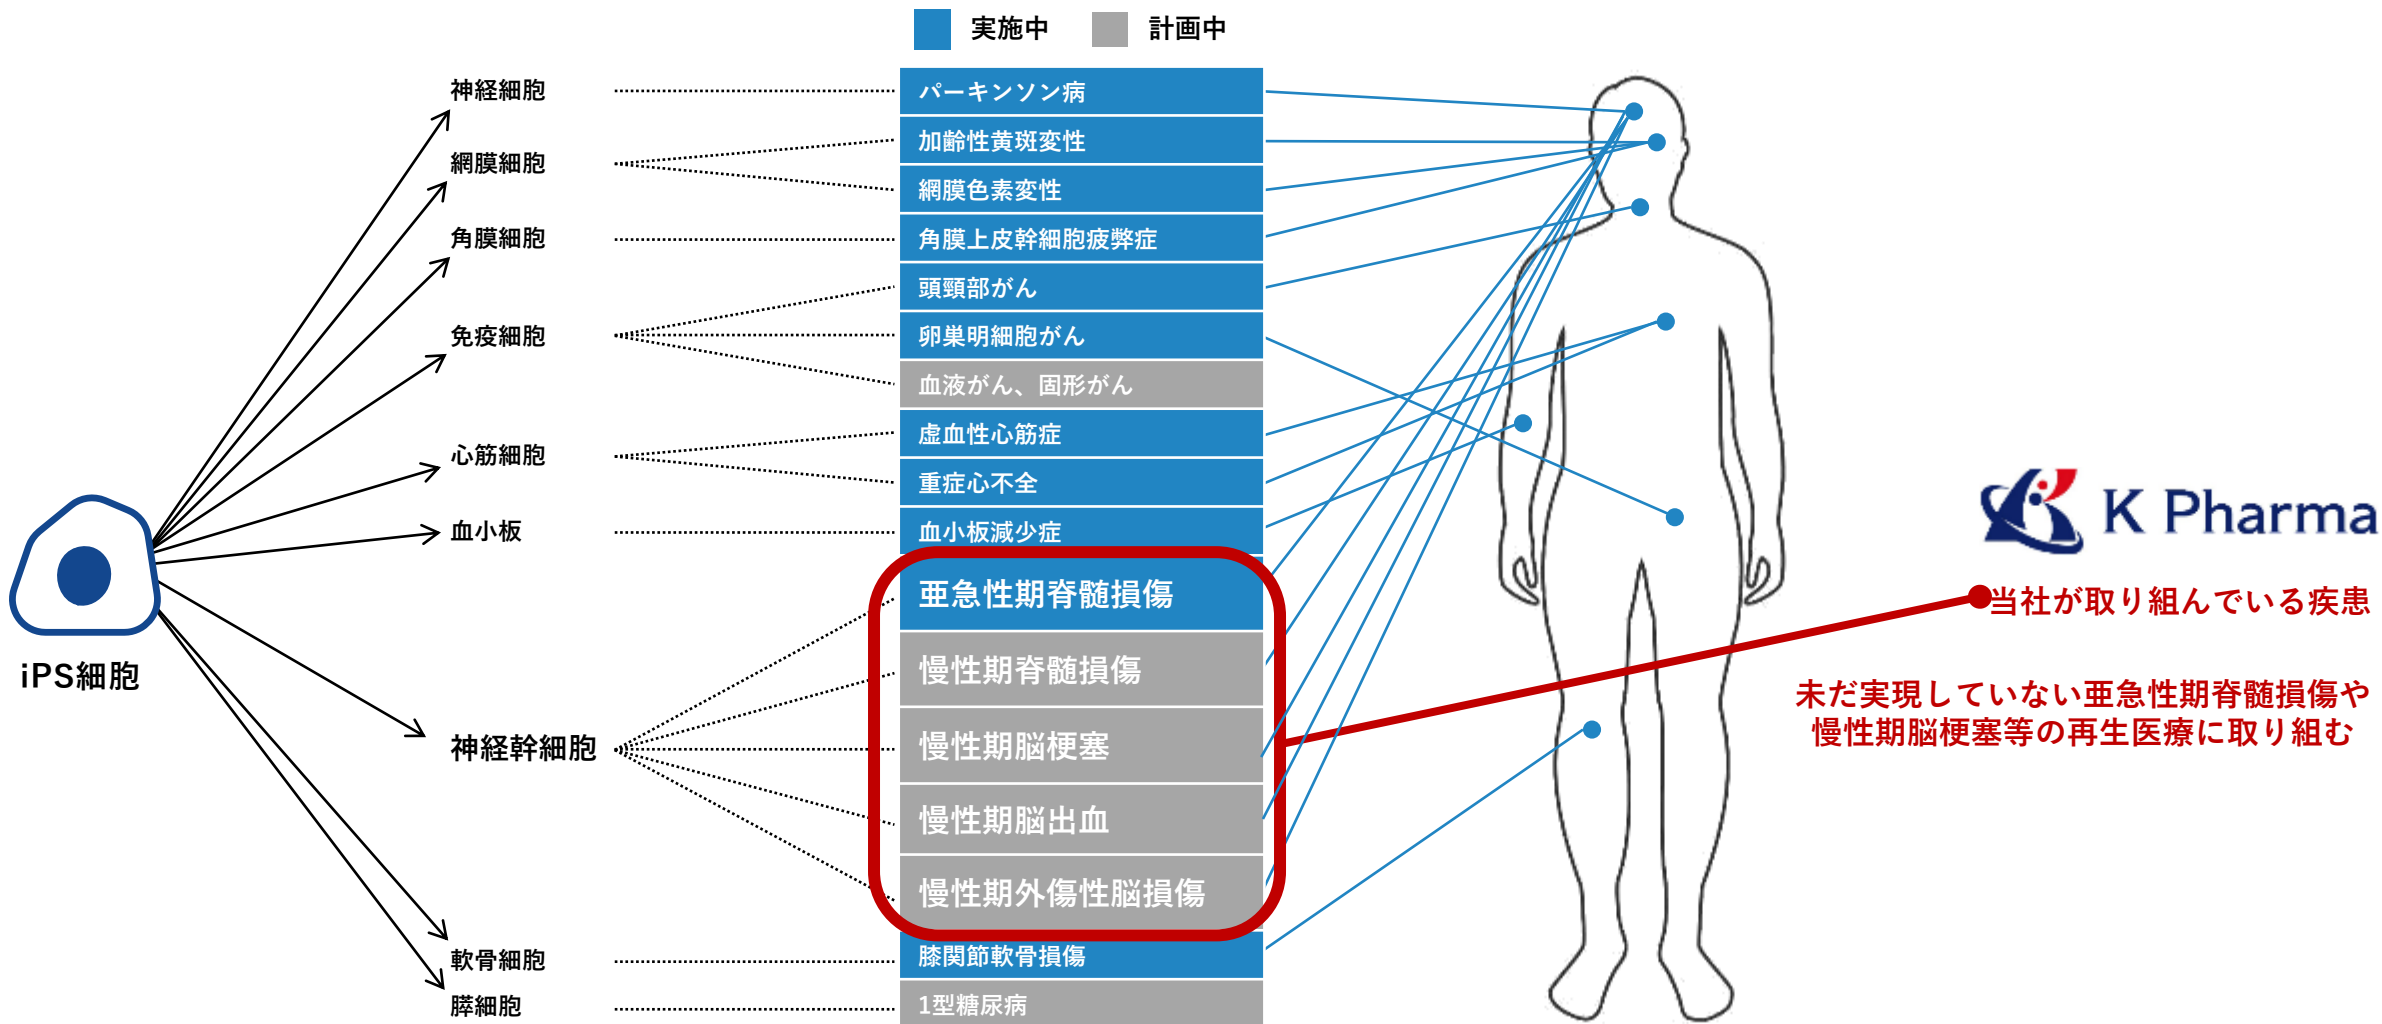 実施中
計画中
神経細胞
網膜細胞
角膜細胞
免疫細胞
心筋細胞
血小板
神経幹細胞
軟骨細胞
膵細胞
iPS細胞
パーキンソン病
加齢性黄斑変性
網膜色素変性
角膜上皮幹細胞疲弊症
頭頸部がん
卵巣明細胞がん
血液がん、固形がん
虚血性心筋症
重症心不全
血小板減少症
亜急性期脊髄損傷
慢性期脊髄損傷
慢性期脳梗塞
慢性期脳出血
慢性期外傷性脳損傷
膝関節軟骨損傷
1型糖尿病
K Pharma
当社が取り組んでいる疾患
未だ実現していない亜急性期脊髄損傷や
慢性期脳梗塞等の再生医療に取り組む